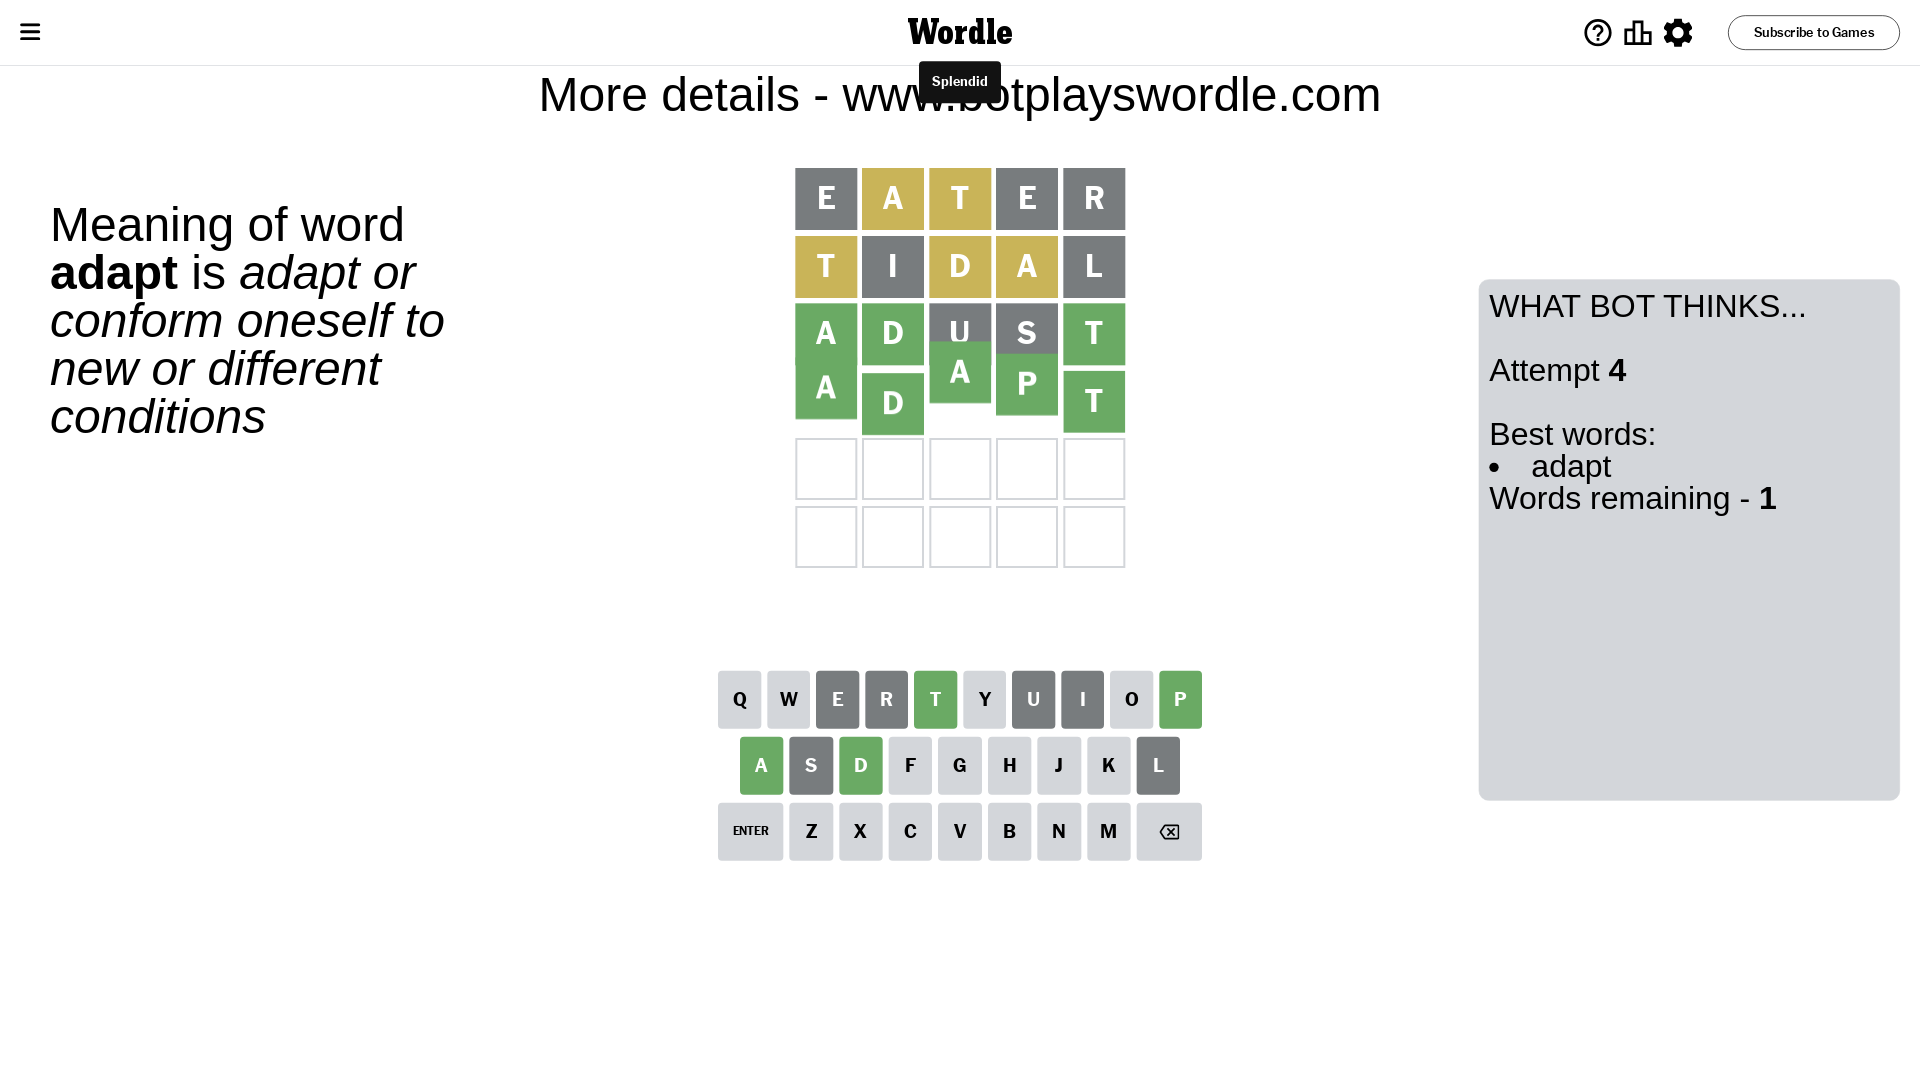 Wordle
Subscribe to Games
Splendid
More details - www.botplayswordle.com
Meaning of word
adapt is adapt or
conform oneself to
new or different
conditions
E A T E R
T I D A L
A D U S T
A D A P T
WHAT BOT THINKS...
Attempt 4
Best words:
• adapt
Words remaining - 1
Q W E R T Y U I O P
A S D F G H J K L
ENTER Z X C V B N M